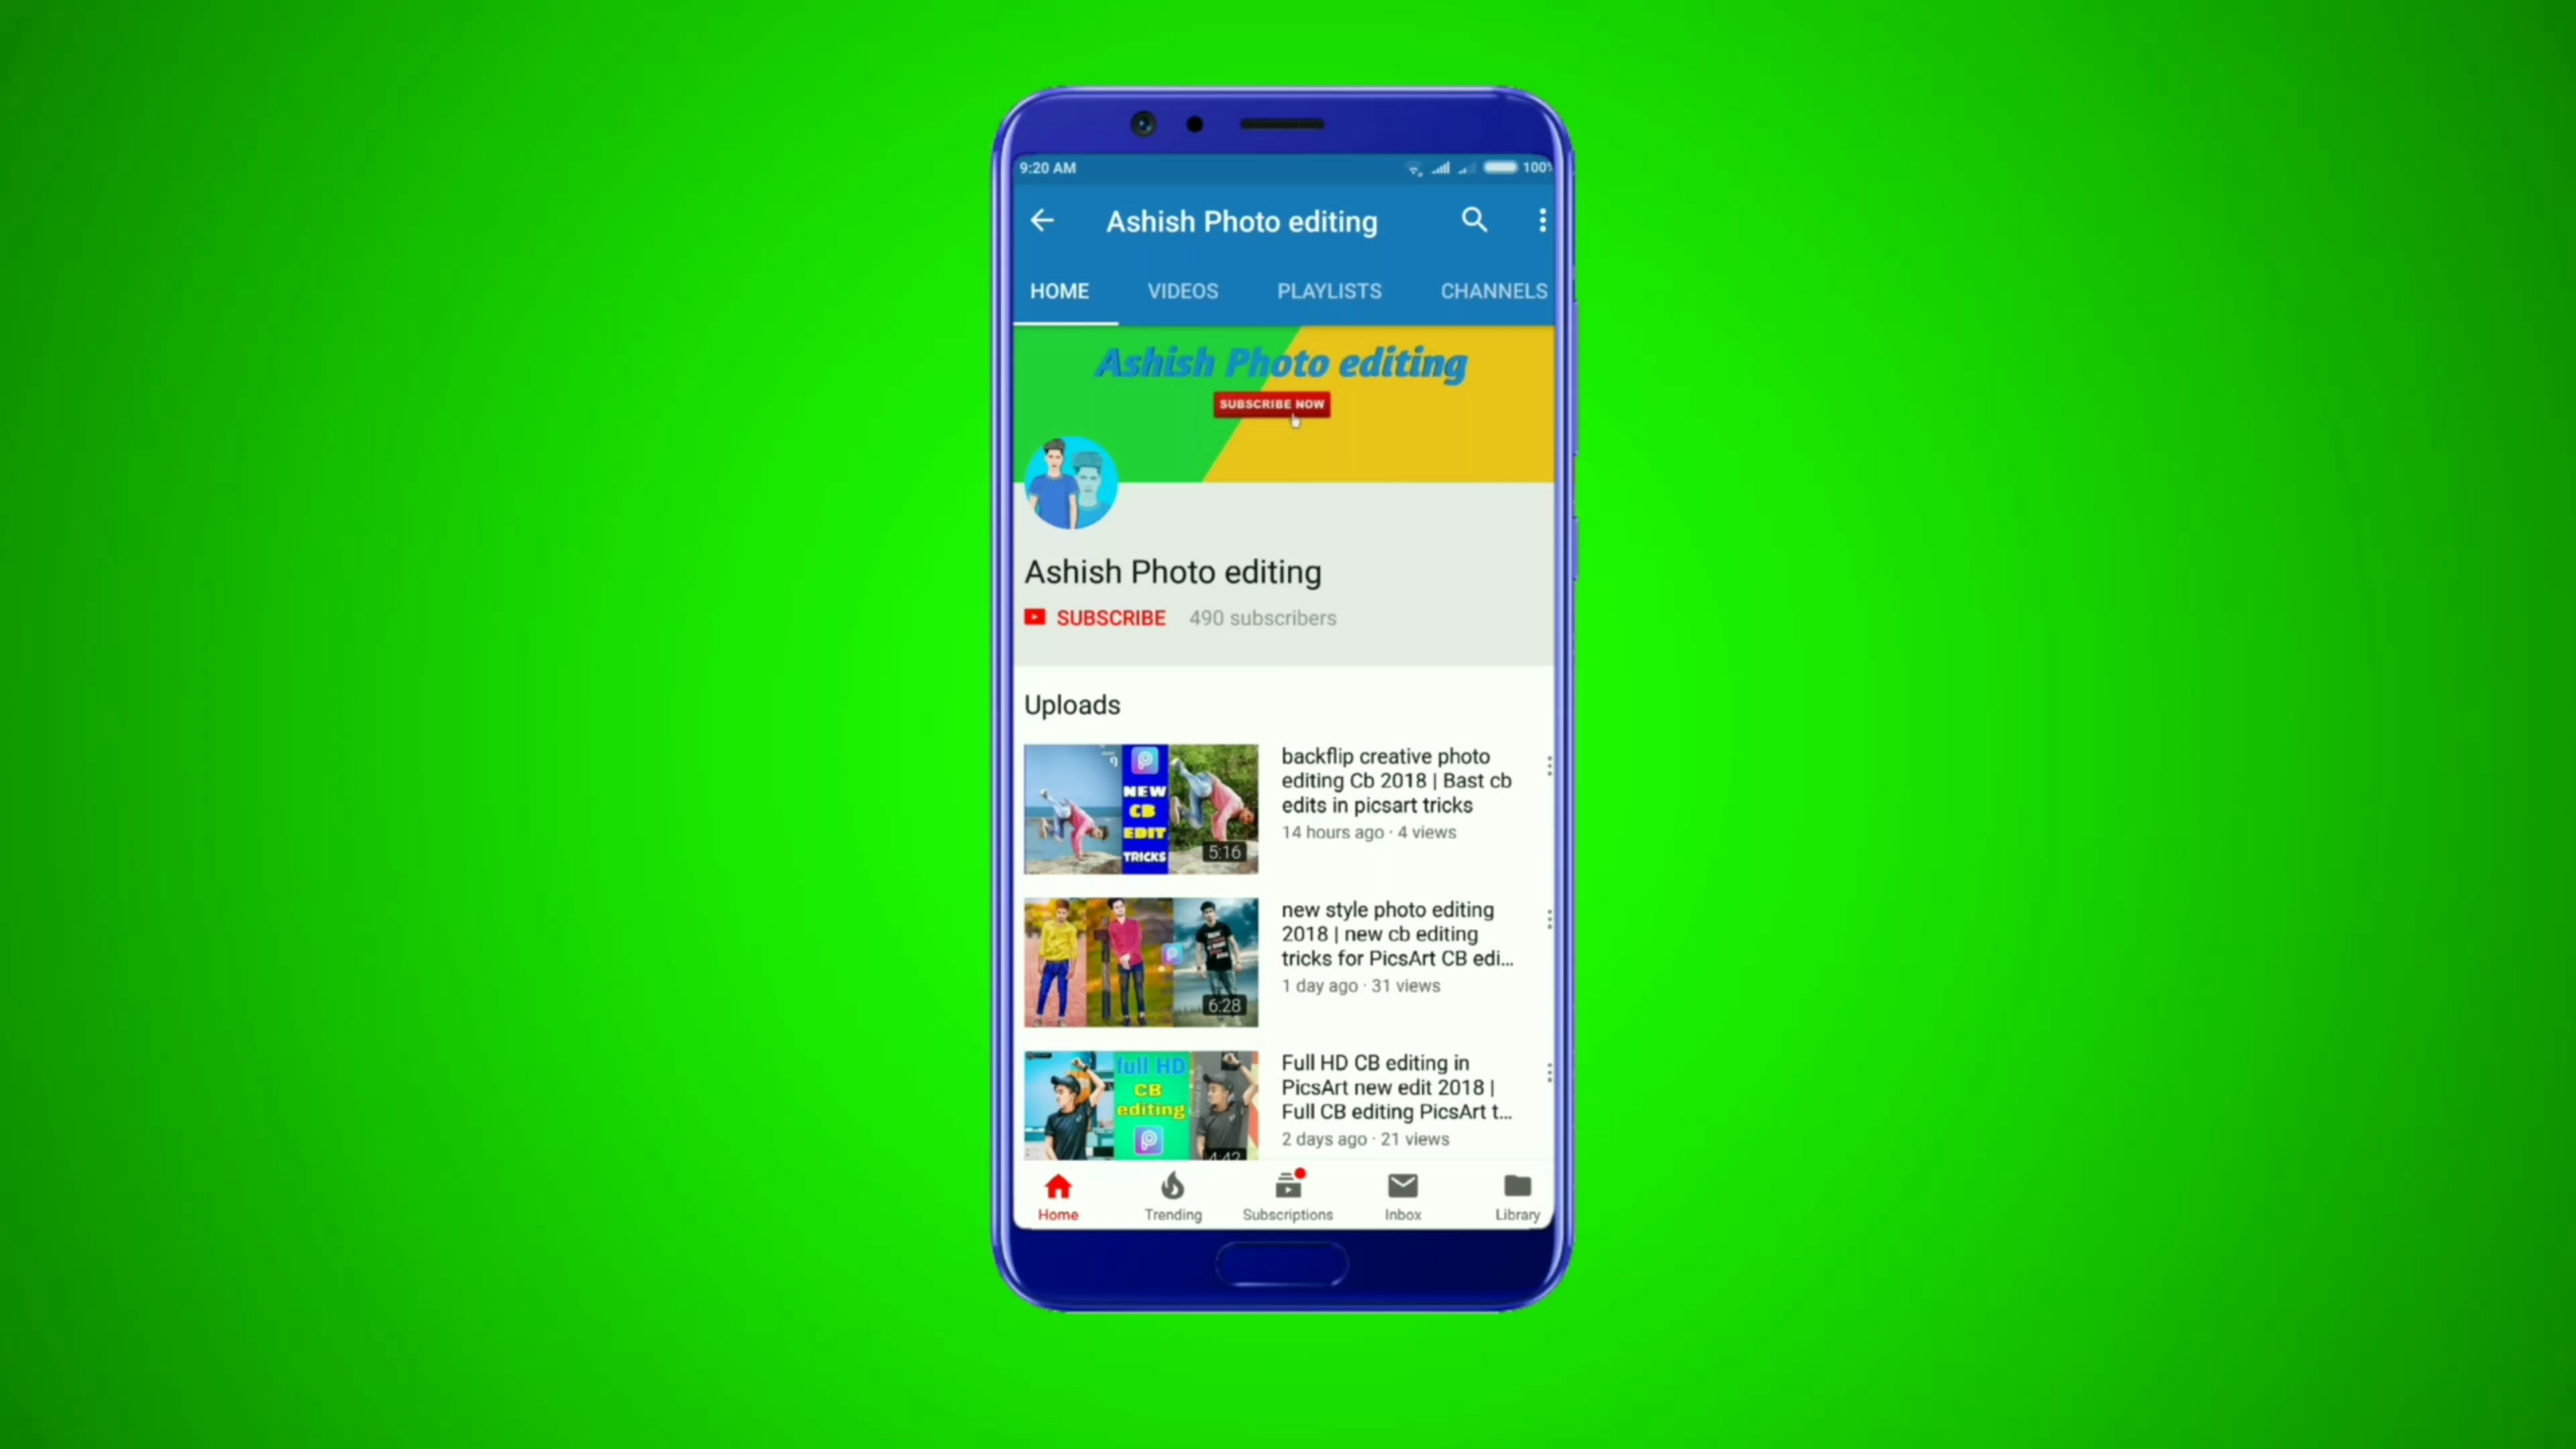 9:20 AM
100%
Ashish Photo editing
HOME VIDEOS PLAYLISTS CHANNELS
Ashish Photo editing
SUBSCRIBE NOW
Ashish Photo editing
SUBSCRIBE 490 subscribers
Uploads
NEW
CB
EDIT
TRICKS
5:16
backflip creative photo
editing Cb 2018 | Bast cb
edits in picsart tricks
14 hours ago · 4 views
6:28
new style photo editing
2018 | new cb editing
tricks for PicsArt CB edi...
1 day ago · 31 views
full HD
CB
editing
4:42
Full HD CB editing in
PicsArt new edit 2018 |
Full CB editing PicsArt t...
2 days ago · 21 views
Home Trending Subscriptions Inbox Library